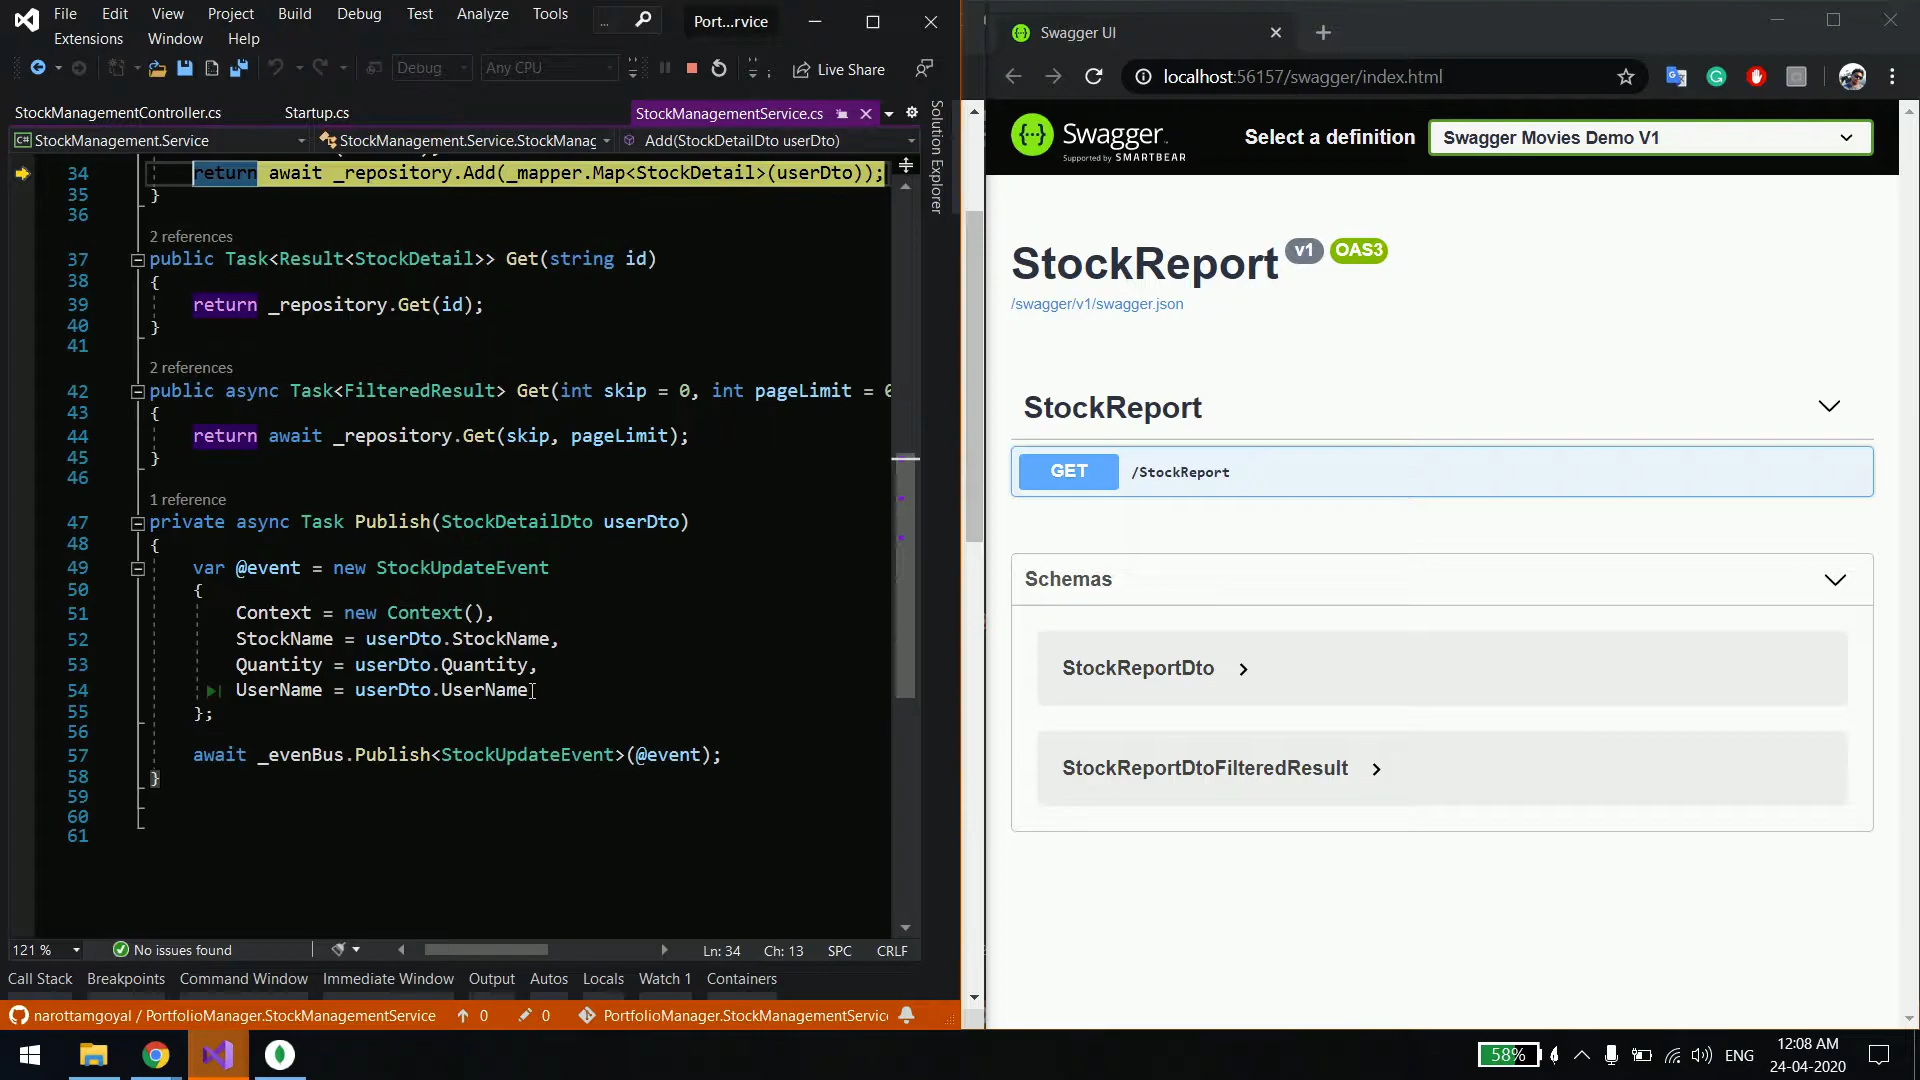 File Edit View Project Build Debug Test Analyze Tools ... Port...rvice
Extensions Window Help
Debug Any CPU Live Share
StockManagementController.cs Startup.cs StockManagementService.cs
StockManagement.Service StockManagement.Service.StockManag Add(StockDetailDto userDto)
Solution Explorer
34 return await _repository.Add(_mapper.Map<StockDetail>(userDto));
35 }
36
2 references
37 public Task<Result<StockDetail>> Get(string id)
38 {
39 return _repository.Get(id);
40 }
41
2 references
42 public async Task<FilteredResult> Get(int skip = 0, int pageLimit = 0
43 {
44 return await _repository.Get(skip, pageLimit);
45 }
46
1 reference
47 private async Task Publish(StockDetailDto userDto)
48 {
49 var @event = new StockUpdateEvent
50 {
51 Context = new Context(),
52 StockName = userDto.StockName,
53 Quantity = userDto.Quantity,
54 UserName = userDto.UserName
55 };
56
57 await _evenBus.Publish<StockUpdateEvent>(@event);
58 }
59
60
61
121 % No issues found Ln: 34 Ch: 13 SPC CRLF
Call Stack Breakpoints Command Window Immediate Window Output Autos Locals Watch 1 Containers
narottamgoyal / PortfolioManager.StockManagementService 0 0 PortfolioManager.StockManagementService
Swagger UI
localhost:56157/swagger/index.html
Swagger
Supported by SMARTBEAR
Select a definition Swagger Movies Demo V1
StockReport v1 OAS3
/swagger/v1/swagger.json
StockReport
GET /StockReport
Schemas
StockReportDto
StockReportDtoFilteredResult
58% ENG 12:08 AM
24-04-2020